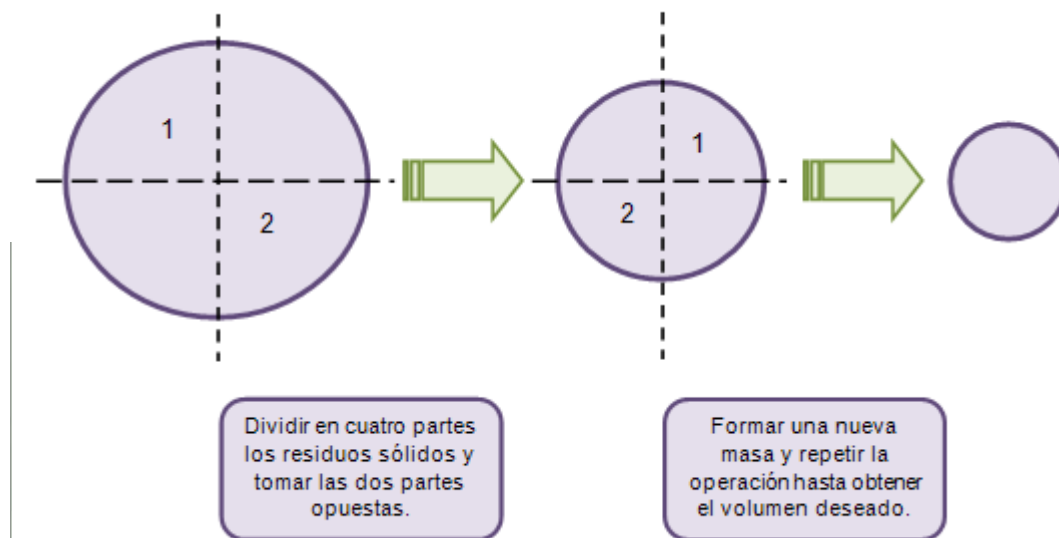 1
2
1
2
Dividir en cuatro partes
los residuos sólidos y
tomar las dos partes
opuestas.
Formar una nueva
masa y repetir la
operación hasta obtener
el volumen deseado.